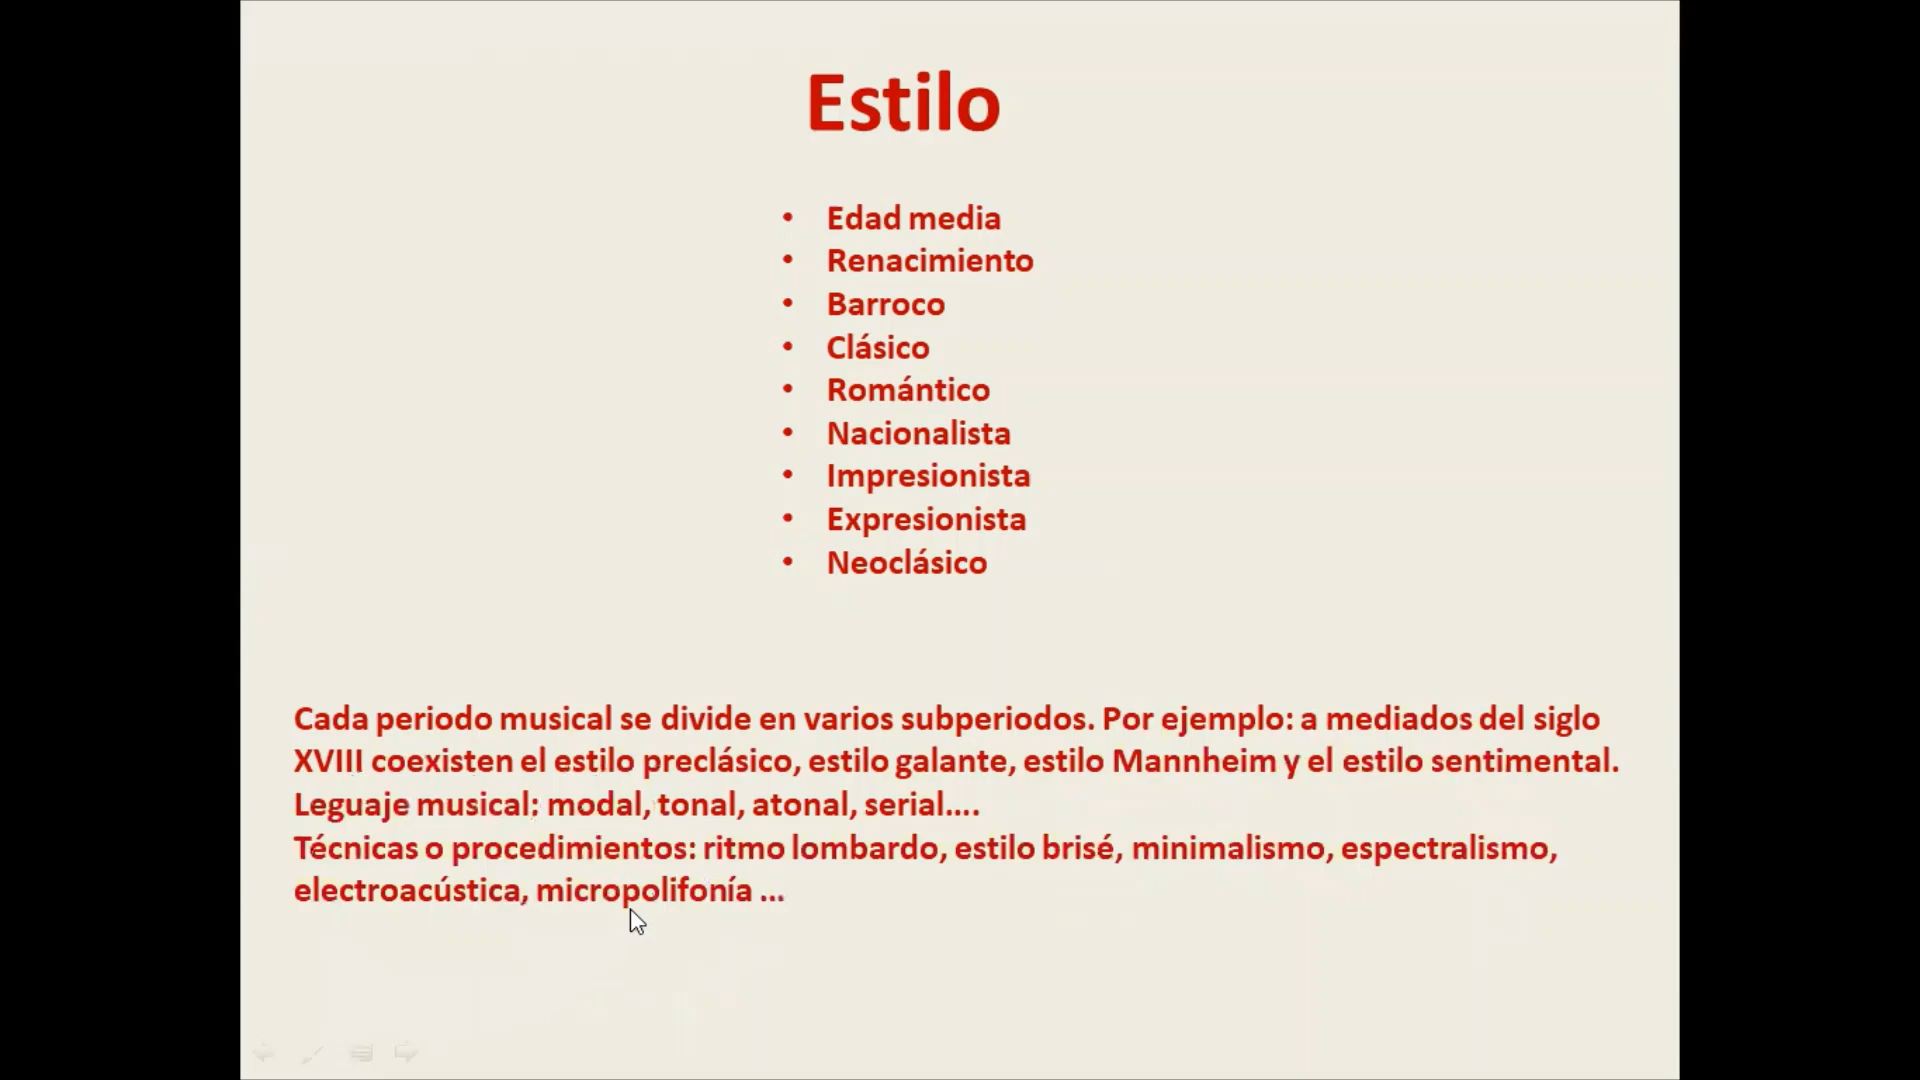 Estilo
• Edad media
• Renacimiento
• Barroco
• Clásico
• Romántico
• Nacionalista
• Impresionista
• Expresionista
• Neoclásico
Cada periodo musical se divide en varios subperiodos. Por ejemplo: a mediados del siglo
XVIII coexisten el estilo preclásico, estilo galante, estilo Mannheim y el estilo sentimental.
Leguaje musical: modal, tonal, atonal, serial....
Técnicas o procedimientos: ritmo lombardo, estilo brisé, minimalismo, espectralismo,
electroacústica, micropolifonía ...